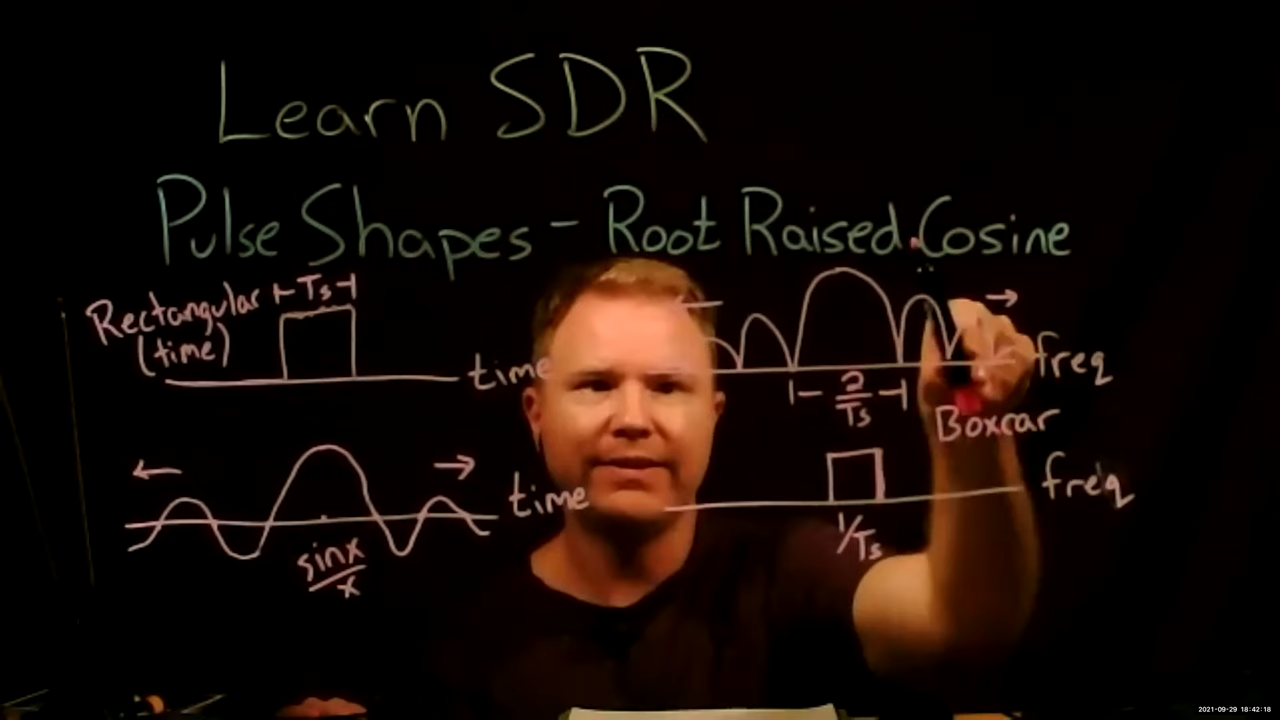 Learn SDR
Pulse Shapes - Root Raised Cosine
Rectangular
(time)
Ts
time
freq
2/Ts
Boxcar
time
freq
sinx/x
1/Ts
2021-09-29 18:42:18